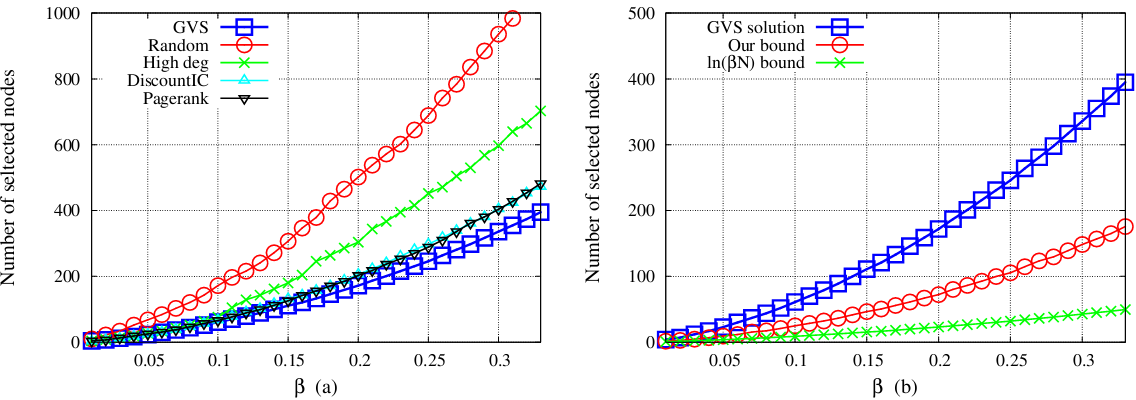 Number of seltected nodes
1000
800
600
400
200
0
GVS
Random
High deg
DiscountIC
Pagerank
0.05
0.1
0.15
0.2
0.25
0.3
β (a)
Number of selected nodes
500
400
300
200
100
0
GVS solution
Our bound
ln(βN) bound
0.05
0.1
0.15
0.2
0.25
0.3
β (b)